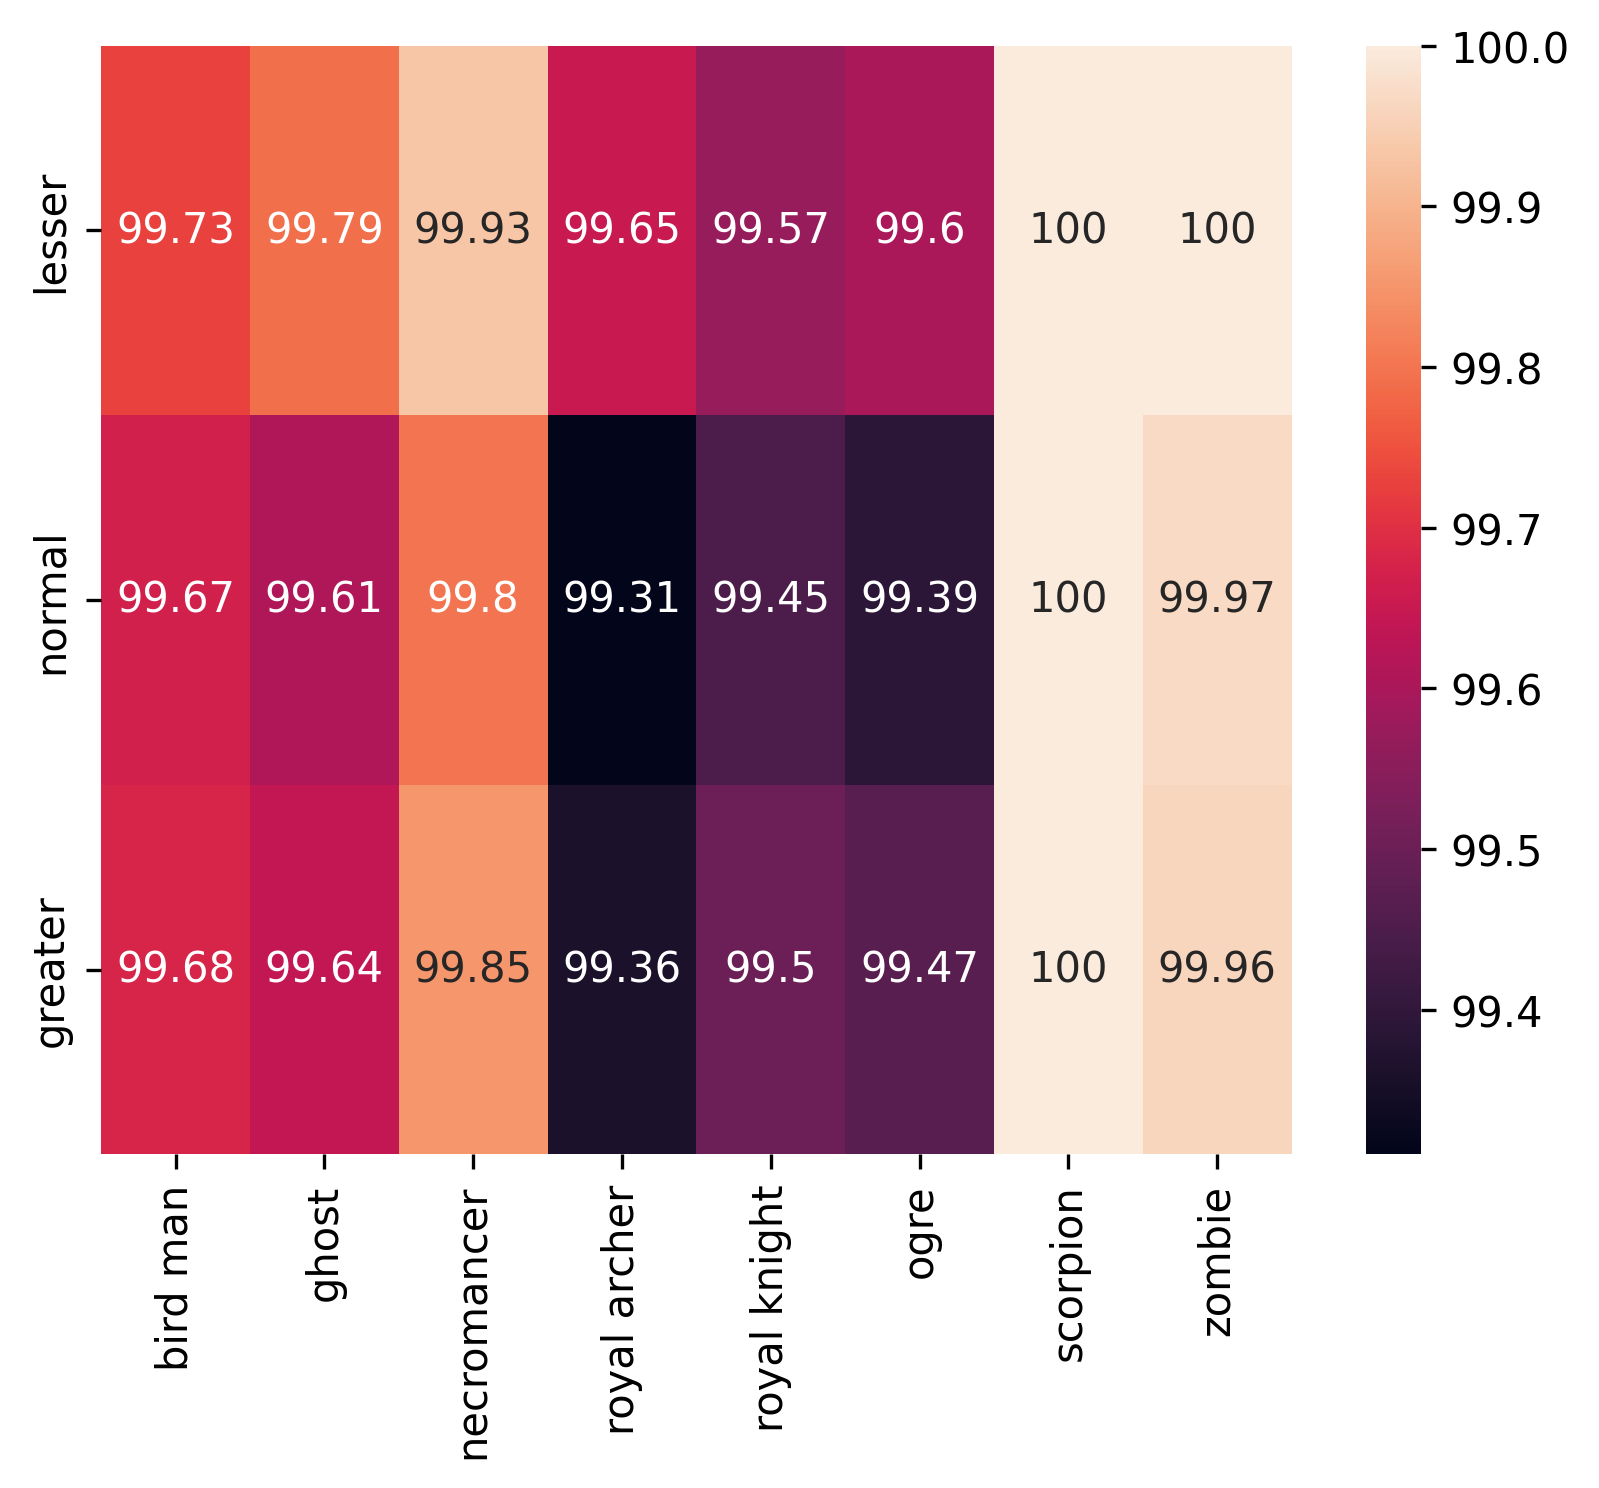 lesser 99.73 99.79 99.93 99.65 99.57 99.6 100 100
normal 99.67 99.61 99.8 99.31 99.45 99.39 100 99.97
greater 99.68 99.64 99.85 99.36 99.5 99.47 100 99.96
bird man
ghost
necromancer
royal archer
royal knight
ogre
scorpion
zombie
100.0
99.9
99.8
99.7
99.6
99.5
99.4